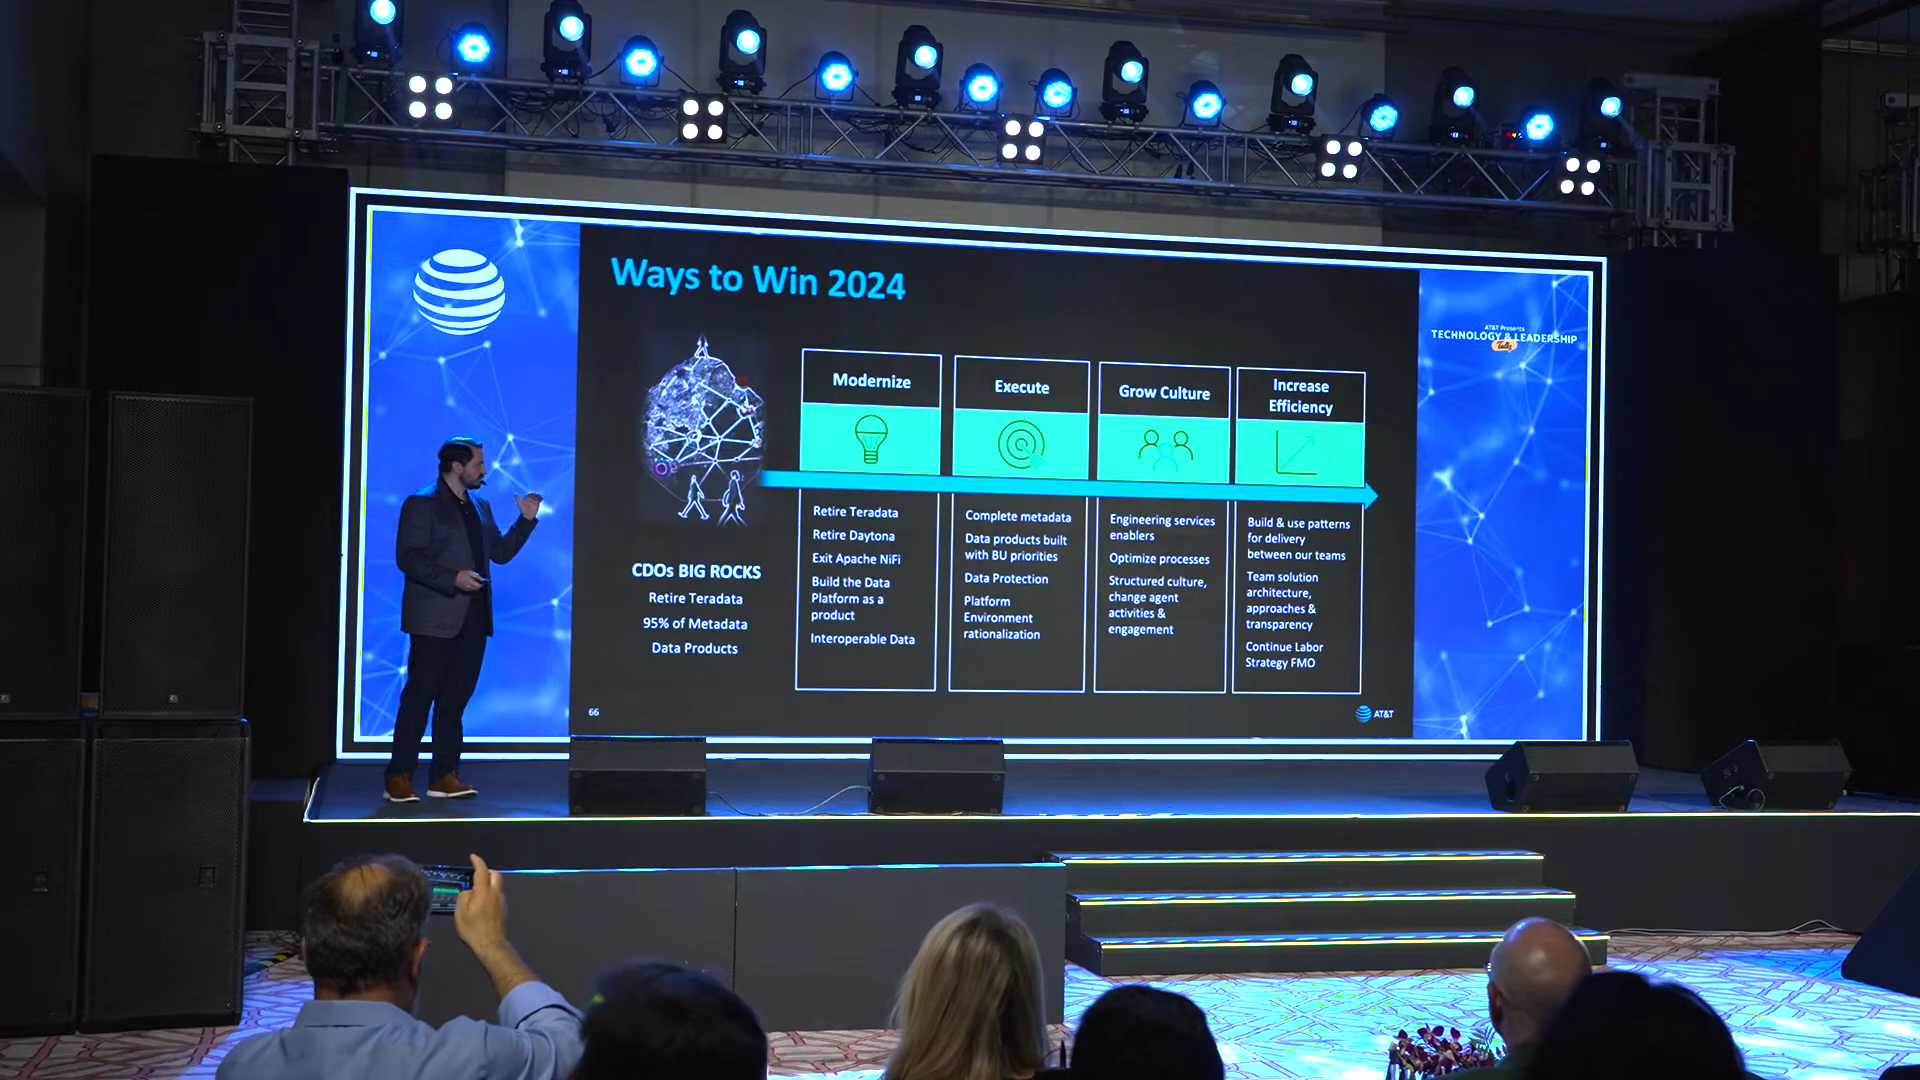 Ways to Win 2024
AT&T Presents
TECHNOLOGY & LEADERSHIP
Talks
CDOs BIG ROCKS
Retire Teradata
95% of Metadata
Data Products
Modernize
Retire Teradata
Retire Daytona
Exit Apache NiFi
Build the Data
Platform as a
product
Interoperable Data
Execute
Complete metadata
Data products built
with BU priorities
Data Protection
Platform
Environment
rationalization
Grow Culture
Engineering services
enablers
Optimize processes
Structured culture,
change agent
activities &
engagement
Increase
Efficiency
Build & use patterns
for delivery
between our teams
Team solution
architecture,
approaches &
transparency
Continue Labor
Strategy FMO
66
AT&T